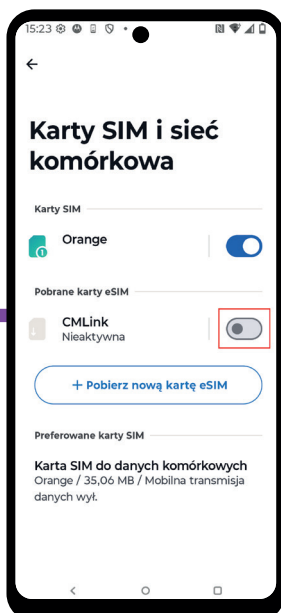 15:23
Karty SIM i sieć
komórkowa
Karty SIM
Orange
1
Pobrane karty eSIM
CMLink
Nieaktywna
+ Pobierz nową kartę eSIM
Preferowane karty SIM
Karta SIM do danych komórkowych
Orange / 35,06 MB / Mobilna transmisja
danych wył.